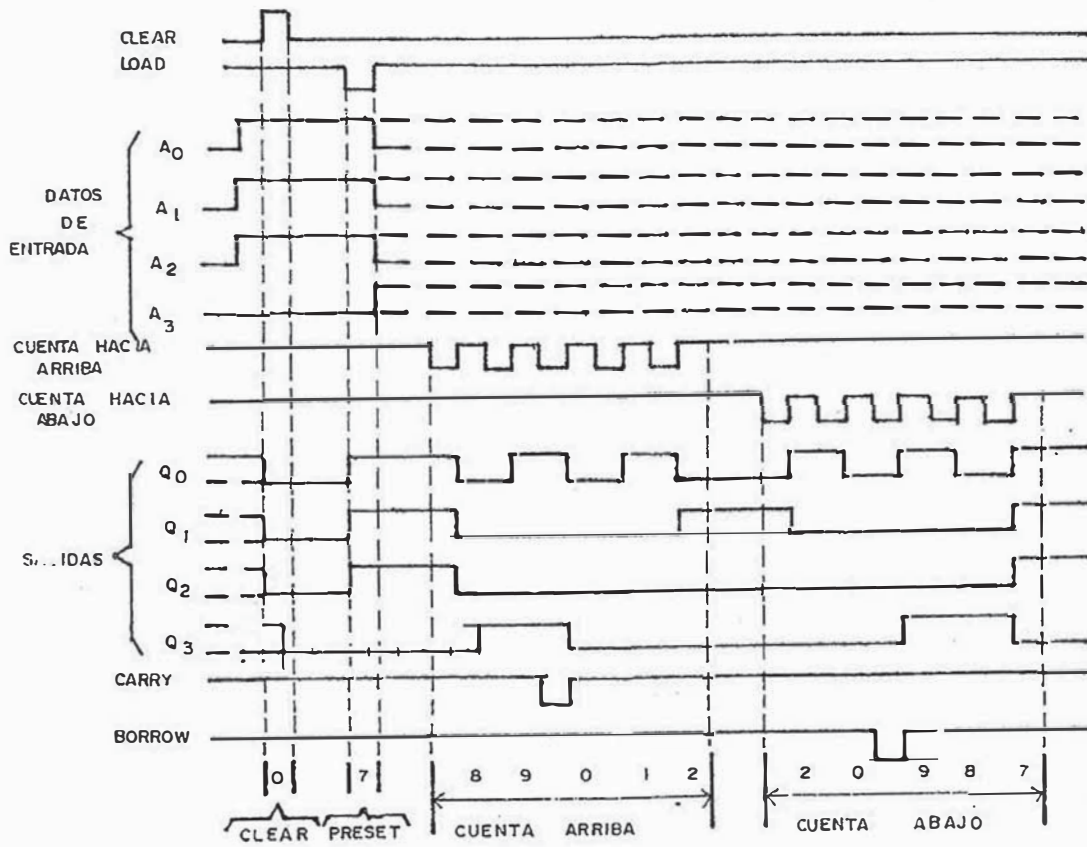 CLEAR
LOAD
A0
A1
A2
A3
DATOS
DE
ENTRADA
CUENTA HACIA
ARRIBA
CUENTA HACIA
ABAJO
Q0
Q1
Q2
Q3
CARRY
BORROW
0 7 8 9 0 1 2 2 0 9 8 7
CLEAR PRESET CUENTA ARRIBA CUENTA ABAJO